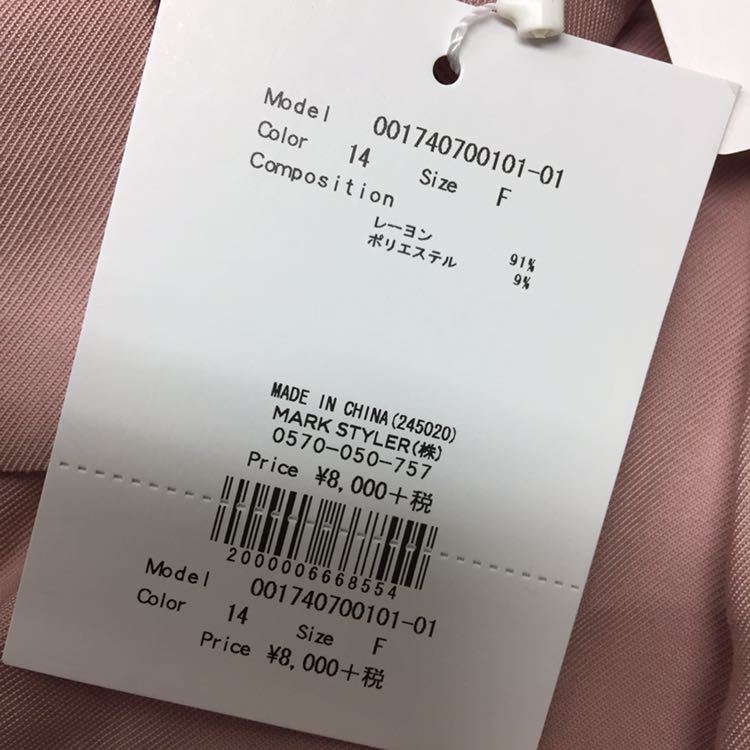 Model 001740700101-01
Color 14 Size F
Composition
レーヨン 91%
ポリエステル 9%
MADE IN CHINA(245020)
MARK STYLER(株)
0570-050-757
Price ¥8,000+税
2000006668554
Model 001740700101-01
Color 14 Size F
Price ¥8,000+税